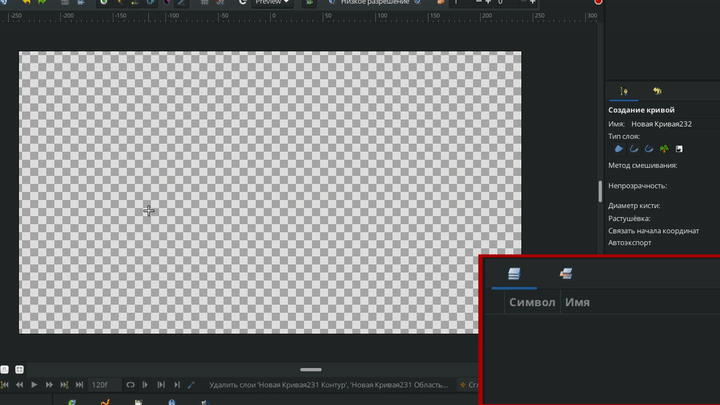 Preview
Низкое разрешение
1
0
-250 -200 -150 -100 -50 0 50 100 150 200 250 300
Создание кривой
Имя: Новая Кривая232
Тип слоя:
Метод смешивания:
Непрозрачность:
Диаметр кисти:
Растушёвка:
Связать начала координат
Автоэкспорт
Символ Имя
120f
Удалить слои 'Новая Кривая231 Контур', 'Новая Кривая231 Область...